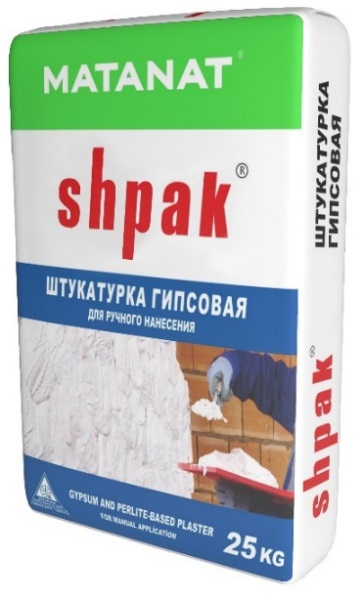 MATANAT®
shpak®
ШТУКАТУРКА ГИПСОВАЯ
ДЛЯ РУЧНОГО НАНЕСЕНИЯ
GYPSUM AND PERLITE-BASED PLASTER
FOR MANUAL APPLICATION
25 KG
ШТУКАТУРКА
ГИПСОВАЯ
shpak®